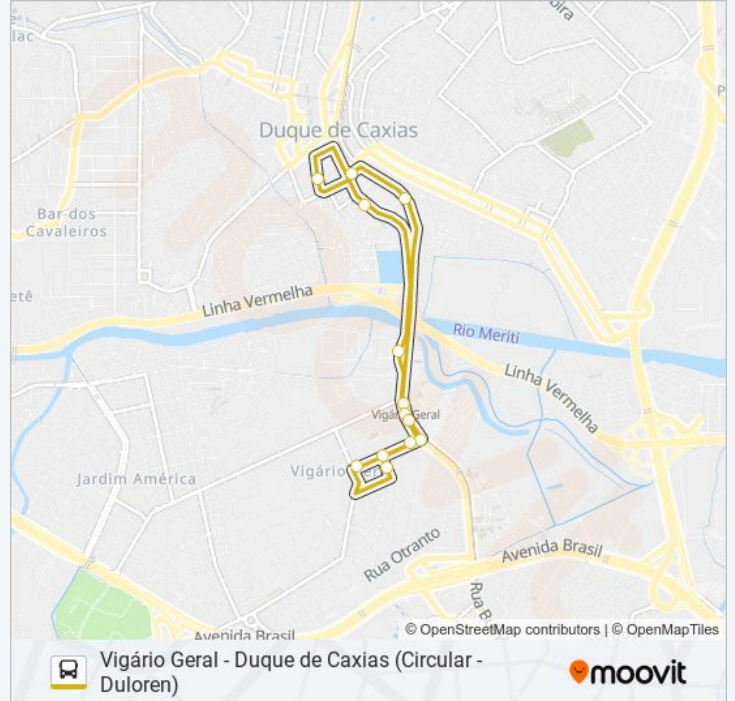 Duque de Caxias
Bar dos
Cavaleiros
Linha Vermelha
Rio Meriti
Linha Vermelha
Vigário Geral
Jardim América
Vigário
Rua Otranto
Avenida Brasil
Rua B
Avenida Brasil
© OpenStreetMap contributors | © OpenMapTiles
Vigário Geral - Duque de Caxias (Circular -
Duloren)
moovit